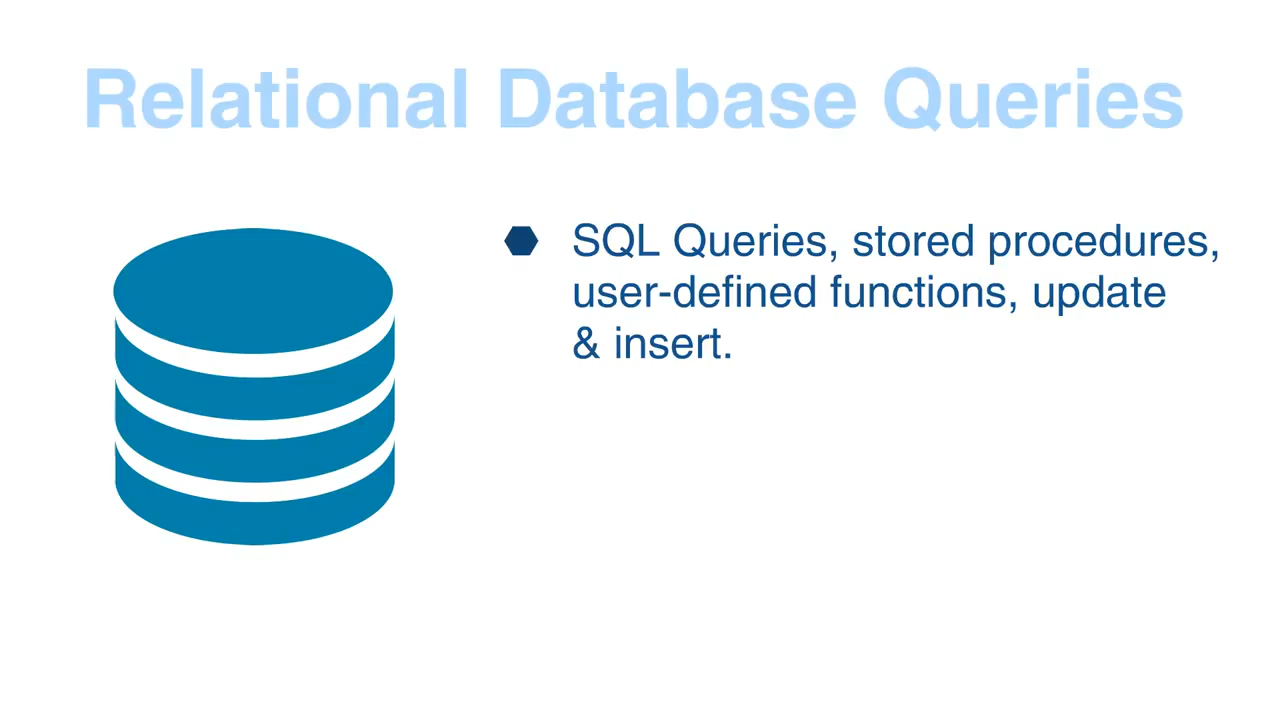 Relational Database Queries
SQL Queries, stored procedures,
user-defined functions, update
& insert.